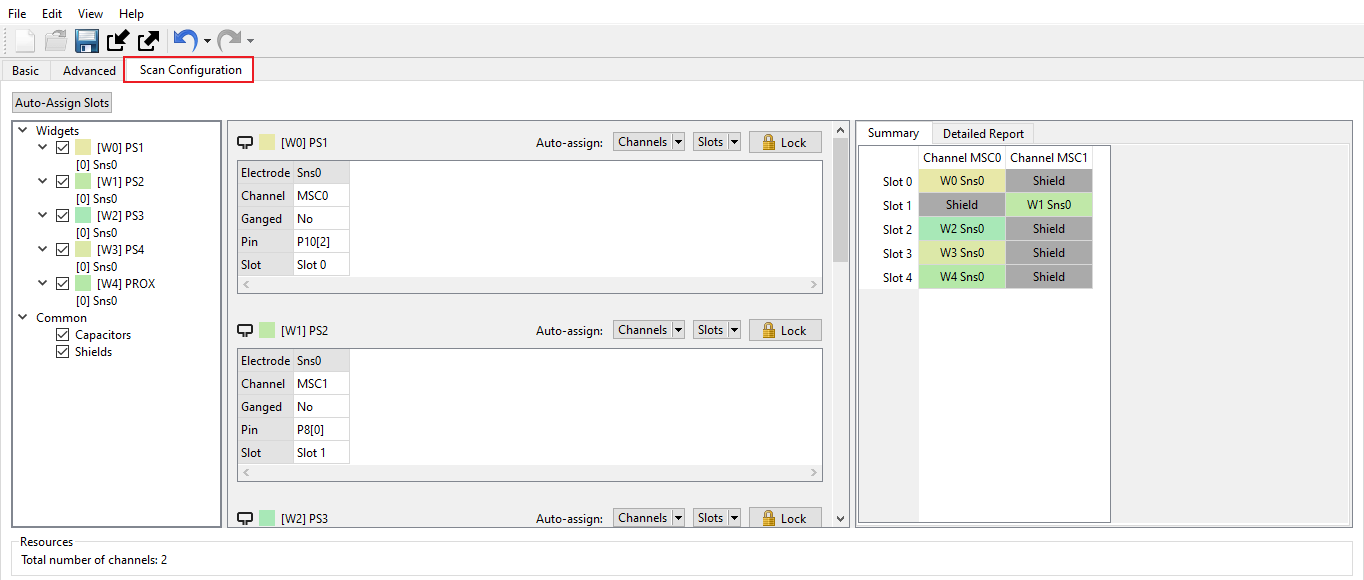 File Edit View Help
Basic Advanced Scan Configuration
Auto-Assign Slots
Widgets
[W0] PS1
[0] Sns0
[W1] PS2
[0] Sns0
[W2] PS3
[0] Sns0
[W3] PS4
[0] Sns0
[W4] PROX
[0] Sns0
Common
Capacitors
Shields
[W0] PS1 Auto-assign: Channels Slots Lock
Electrode Sns0
Channel MSC0
Ganged No
Pin P10[2]
Slot Slot 0
[W1] PS2 Auto-assign: Channels Slots Lock
Electrode Sns0
Channel MSC1
Ganged No
Pin P8[0]
Slot Slot 1
[W2] PS3 Auto-assign: Channels Slots Lock
Summary Detailed Report
Channel MSC0 Channel MSC1
Slot 0 W0 Sns0 Shield
Slot 1 Shield W1 Sns0
Slot 2 W2 Sns0 Shield
Slot 3 W3 Sns0 Shield
Slot 4 W4 Sns0 Shield
Resources
Total number of channels: 2